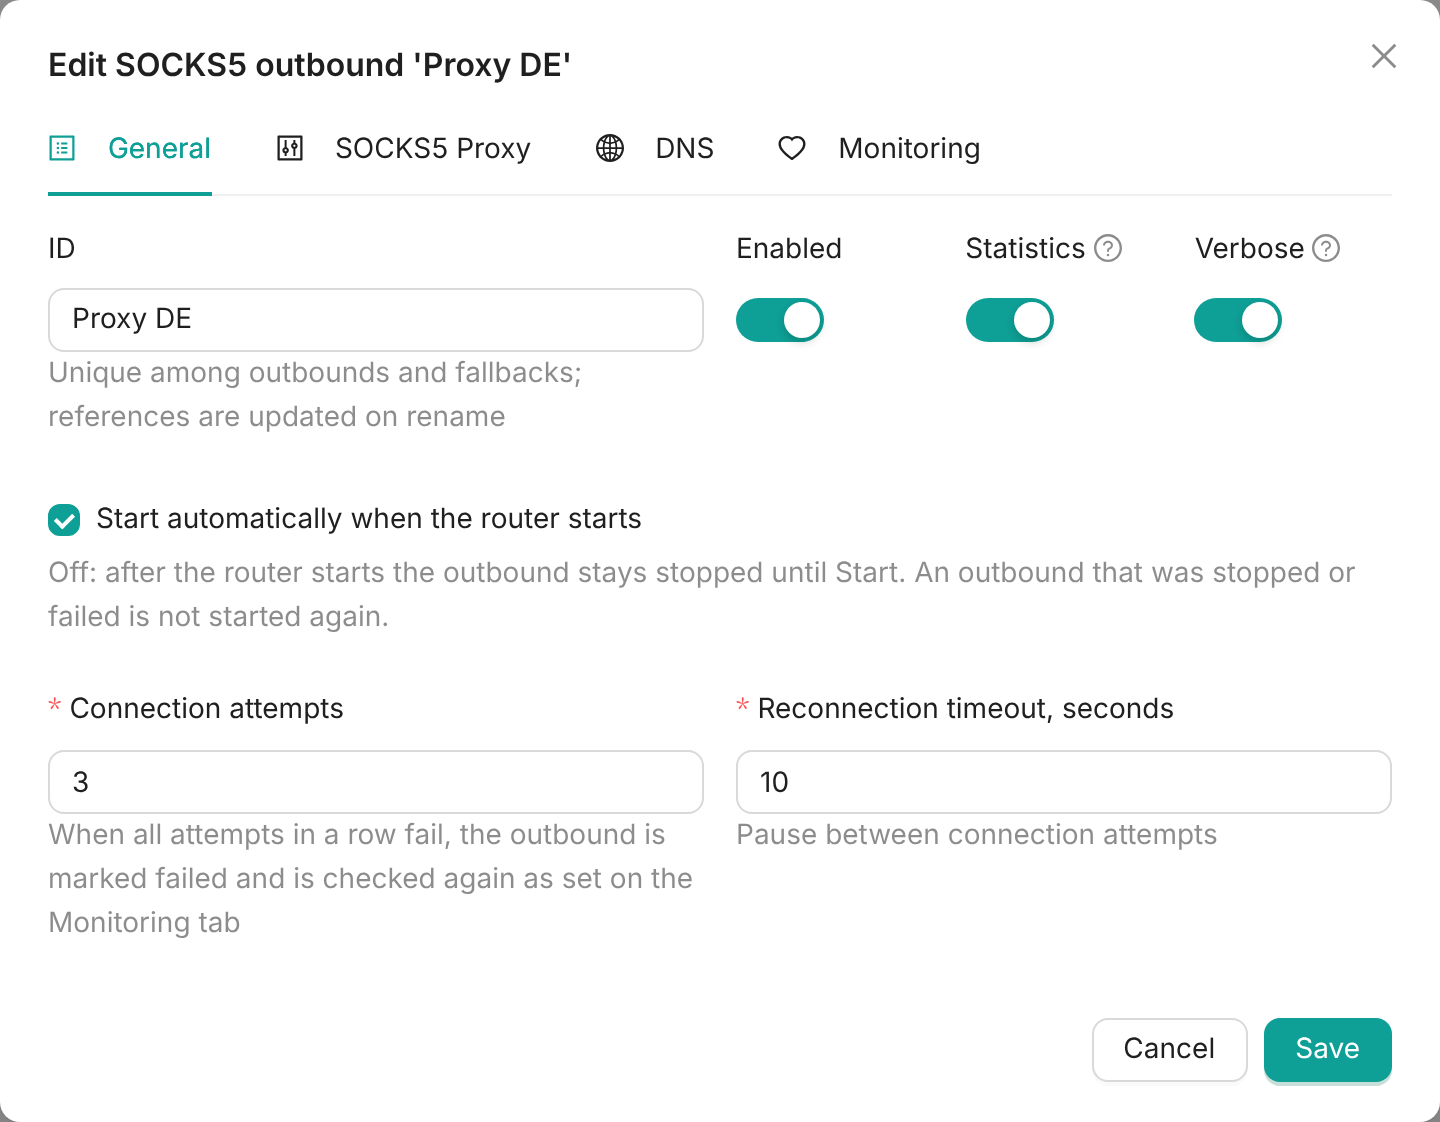 Edit SOCKS5 outbound 'Proxy DE'
General
SOCKS5 Proxy
DNS
Monitoring
ID
Enabled
Statistics
Verbose
Proxy DE
Unique among outbounds and fallbacks;
references are updated on rename
Start automatically when the router starts
Off: after the router starts the outbound stays stopped until Start. An outbound that was stopped or
failed is not started again.
* Connection attempts
* Reconnection timeout, seconds
3
10
When all attempts in a row fail, the outbound is
marked failed and is checked again as set on the
Monitoring tab
Pause between connection attempts
Cancel
Save